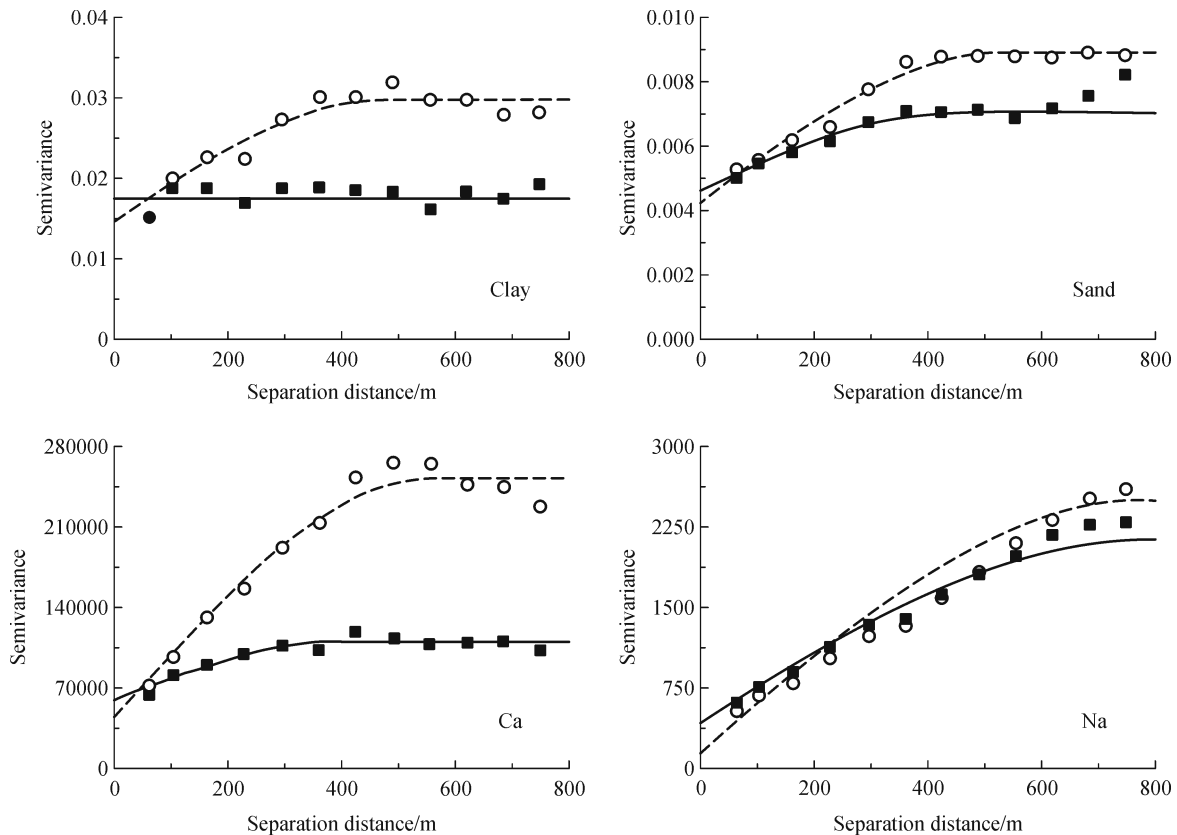 0.04
0.03
0.02
0.01
0
Semivariance
Clay
0 200 400 600 800
Separation distance/m
0.010
0.008
0.006
0.004
0.002
0.000
Semivariance
Sand
0 200 400 600 800
Separation distance/m
280000
210000
140000
70000
0
Semivariance
Ca
0 200 400 600 800
Separation distance/m
3000
2250
1500
750
0
Semivariance
Na
0 200 400 600 800
Separation distance/m